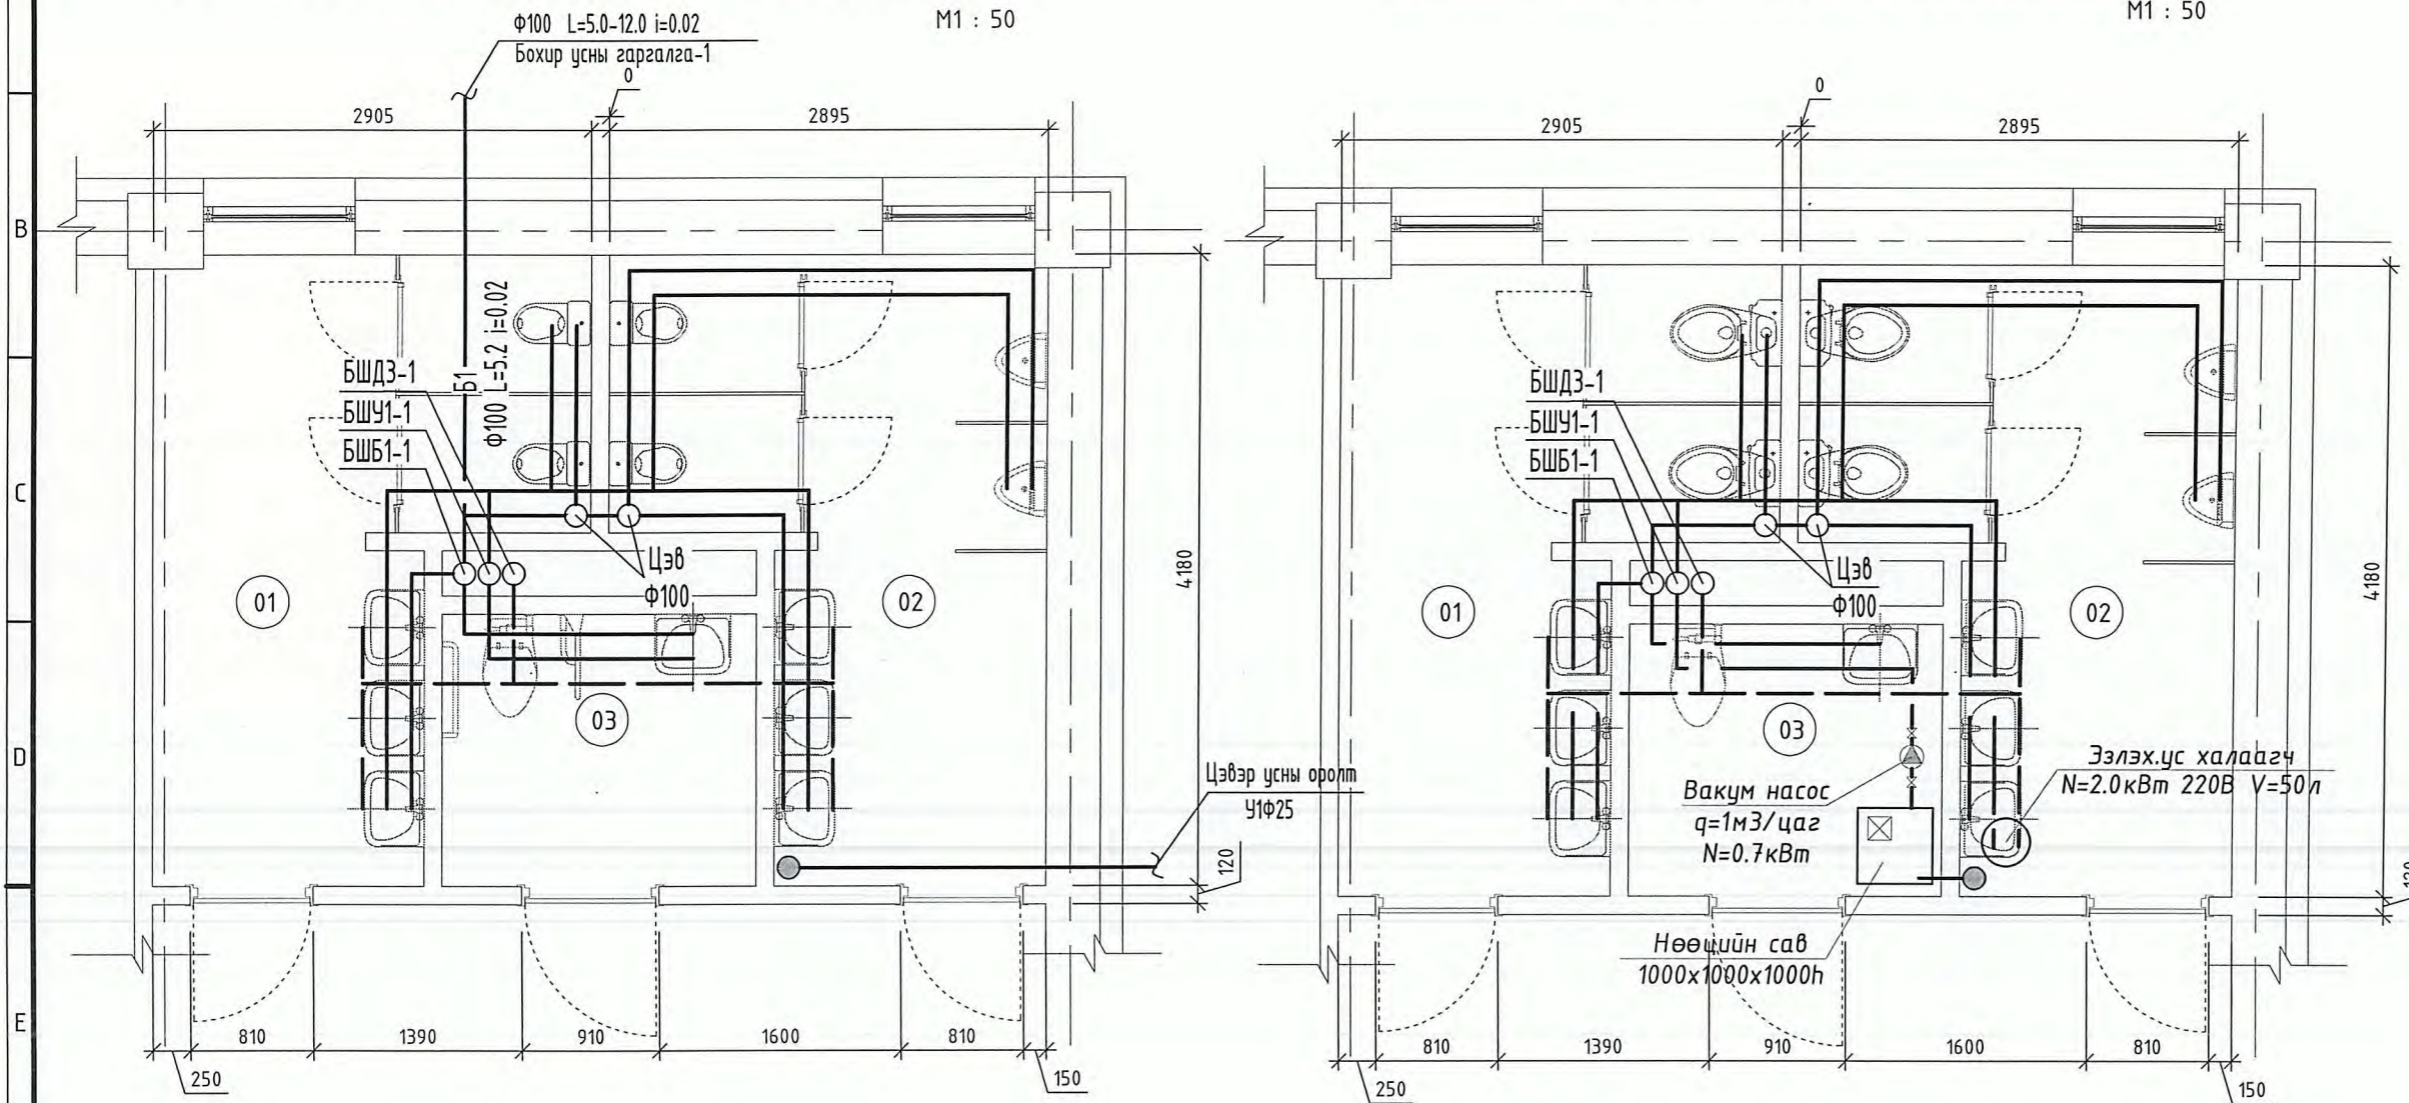 M1 : 50
M1 : 50
Ф100 L=5.0-12.0 i=0.02
Бохир усны гаргалга-1
0
2905
2895
B
Б1
Ф100 L=5.2 i=0.02
БШДЗ-1
БШУ1-1
БШБ1-1
C
Цэв
Ф100
01
02
03
4180
D
Цэвэр усны оролт
У1Ф25
120
E
810
1390
910
1600
810
250
150
0
2905
2895
БШДЗ-1
БШУ1-1
БШБ1-1
Цэв
Ф100
01
02
03
4180
Вакум насос
q=1м3/цаг
N=0.7кВт
Эзлэх.ус халаагч
N=2.0кВт 220В V=50л
120
Нөөцийн сав
1000x1000x1000h
810
1390
910
1600
810
250
150